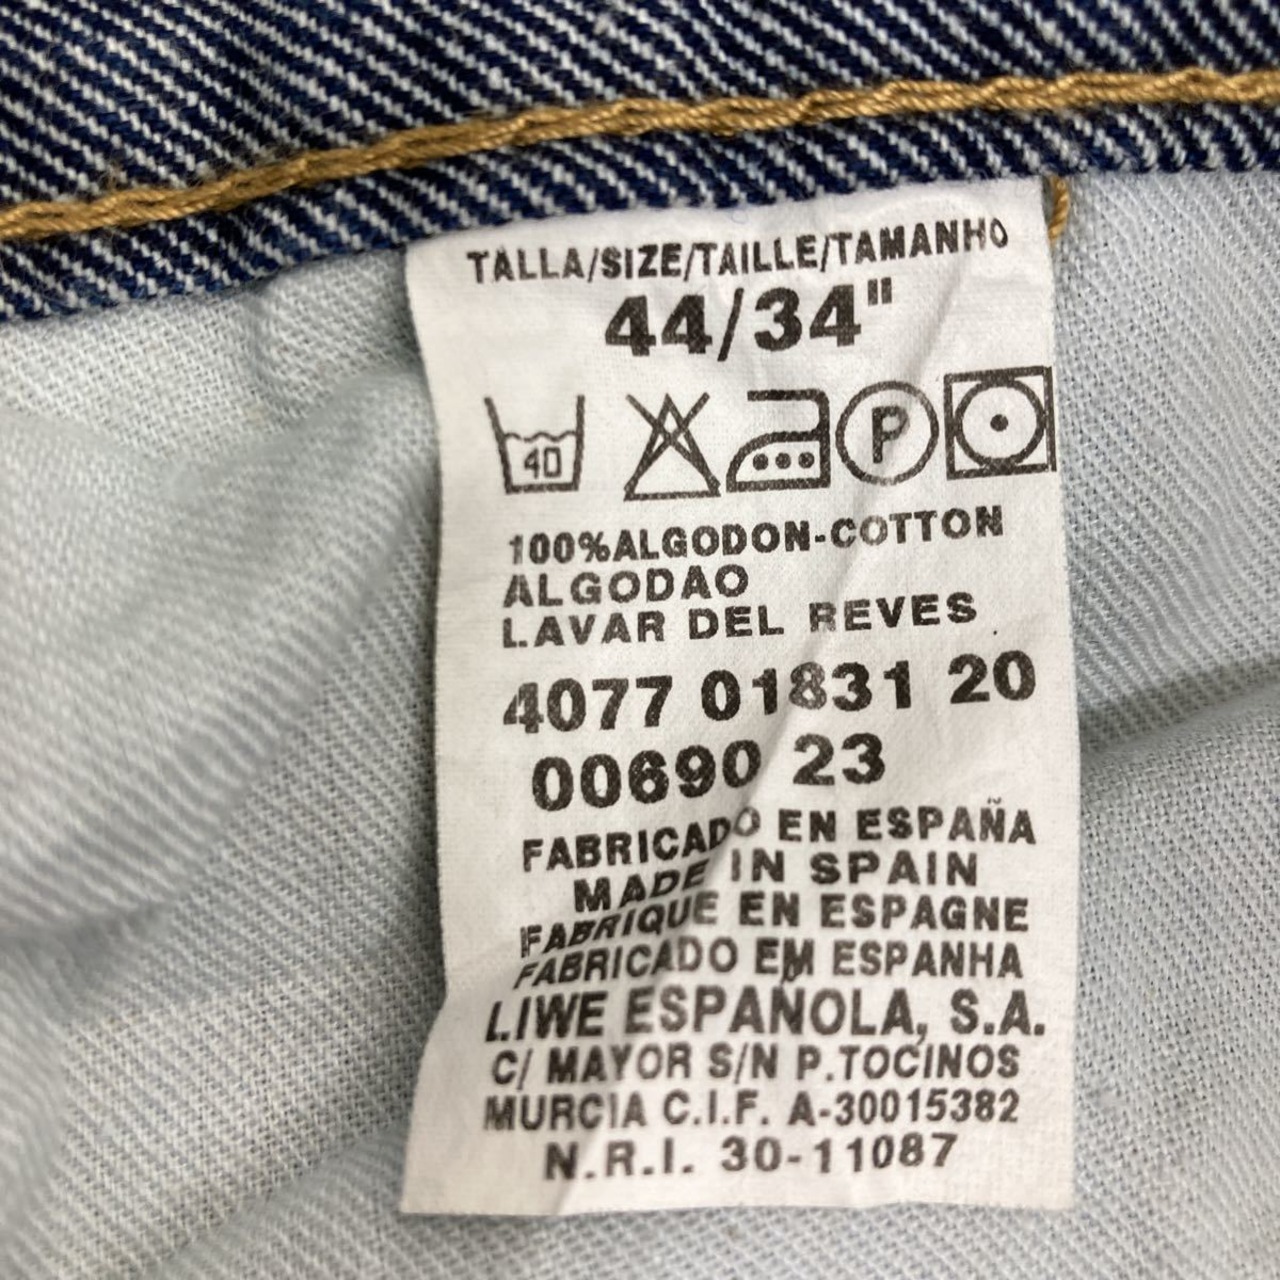 TALLA/SIZE/TAILLE/TAMANHO
44/34"
40 P
100%ALGODON-COTTON
ALGODAO
LAVAR DEL REVES
4077 01831 20
00690 23
FABRICADO EN ESPAÑA
MADE IN SPAIN
FABRIQUE EN ESPAGNE
FABRICADO EM ESPANHA
LIWE ESPAÑOLA, S.A.
C/ MAYOR S/N P.TOCINOS
MURCIA C.I.F. A-30015382
N.R.I. 30-11087